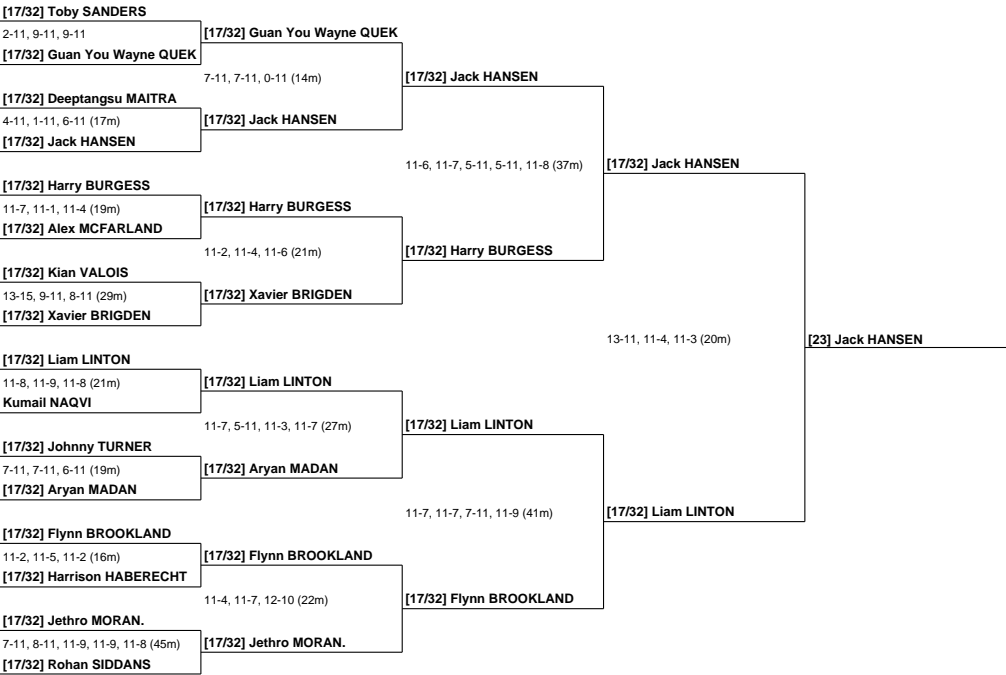 [17/32] Toby SANDERS
2-11, 9-11, 9-11
[17/32] Guan You Wayne QUEK
[17/32] Deeptangsu MAITRA
4-11, 1-11, 6-11 (17m)
[17/32] Jack HANSEN
[17/32] Harry BURGESS
11-7, 11-1, 11-4 (19m)
[17/32] Alex MCFARLAND
[17/32] Kian VALOIS
13-15, 9-11, 8-11 (29m)
[17/32] Xavier BRIGDEN
[17/32] Liam LINTON
11-8, 11-9, 11-8 (21m)
Kumail NAQVI
[17/32] Johnny TURNER
7-11, 7-11, 6-11 (19m)
[17/32] Aryan MADAN
[17/32] Flynn BROOKLAND
11-2, 11-5, 11-2 (16m)
[17/32] Harrison HABERECHT
[17/32] Jethro MORAN.
7-11, 8-11, 11-9, 11-9, 11-8 (45m)
[17/32] Rohan SIDDANS
[17/32] Guan You Wayne QUEK
7-11, 7-11, 0-11 (14m)
[17/32] Jack HANSEN
[17/32] Harry BURGESS
11-2, 11-4, 11-6 (21m)
[17/32] Xavier BRIGDEN
[17/32] Liam LINTON
11-7, 5-11, 11-3, 11-7 (27m)
[17/32] Aryan MADAN
[17/32] Flynn BROOKLAND
11-4, 11-7, 12-10 (22m)
[17/32] Jethro MORAN.
[17/32] Jack HANSEN
11-6, 11-7, 5-11, 5-11, 11-8 (37m)
[17/32] Harry BURGESS
[17/32] Liam LINTON
11-7, 11-7, 7-11, 11-9 (41m)
[17/32] Flynn BROOKLAND
[17/32] Jack HANSEN
13-11, 11-4, 11-3 (20m)
[17/32] Liam LINTON
[23] Jack HANSEN